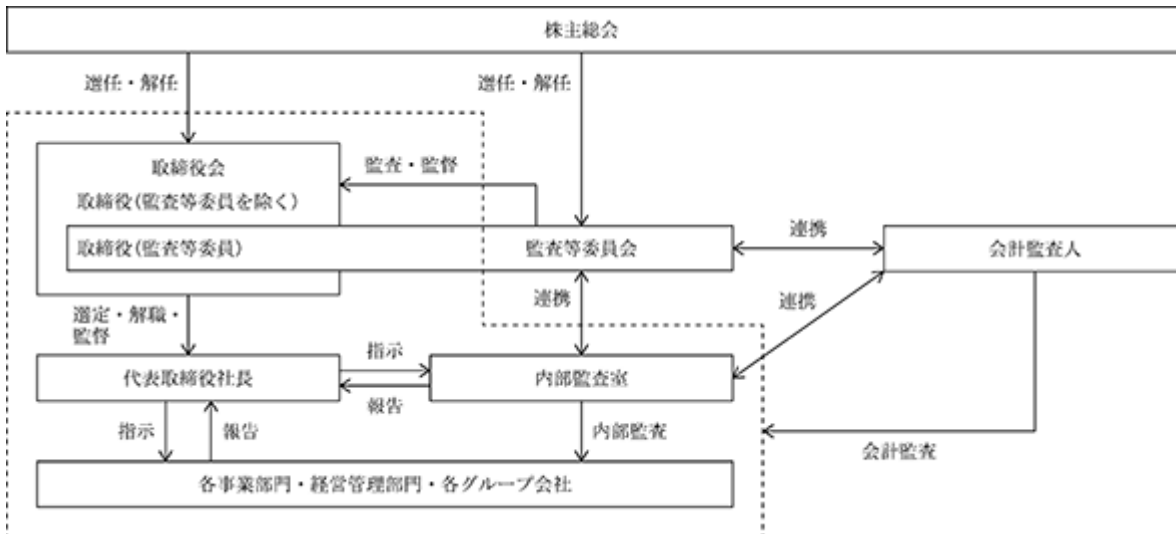 株主総会
選任・解任
選任・解任
取締役会
取締役(監査等委員を除く)
監査・監督
取締役(監査等委員)
監査等委員会
連携
会計監査人
選定・解職・
監督
連携
連携
代表取締役社長
指示
報告
内部監査室
指示
報告
内部監査
会計監査
各事業部門・経営管理部門・各グループ会社